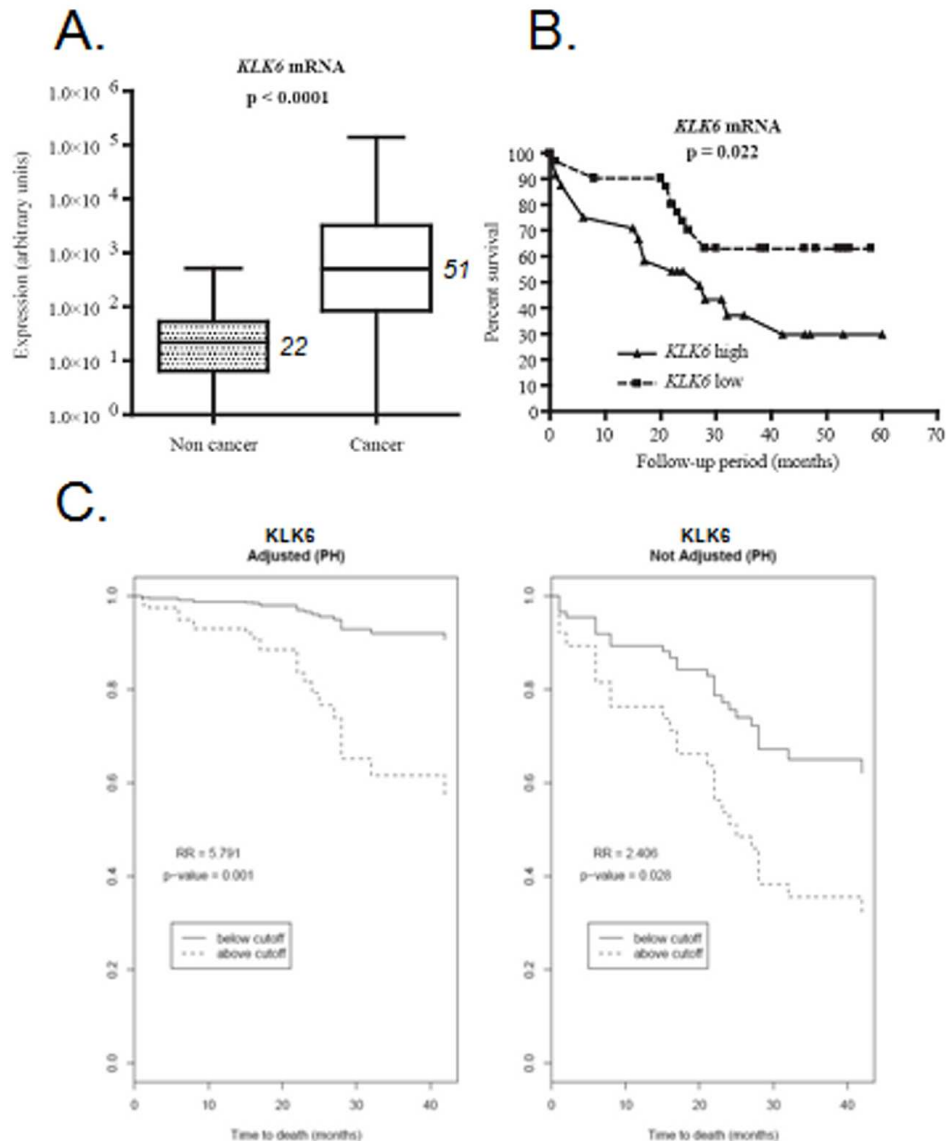 A.
KLK6 mRNA
p < 0.0001
Expression (arbitrary units)
1.0×10 6
1.0×10 5
1.0×10 4
1.0×10 3
1.0×10 2
1.0×10 1
1.0×10 0
22
51
Non cancer
Cancer
B.
KLK6 mRNA
p = 0.022
Percent survival
100
90
80
70
60
50
40
30
20
10
0
KLK6 high
KLK6 low
0 10 20 30 40 50 60 70
Follow-up period (months)
C.
KLK6
Adjusted (PH)
1.0
0.8
0.6
0.4
0.2
0.0
RR = 5.791
p-value = 0.001
below cutoff
above cutoff
0 10 20 30 40
Time to death (months)
KLK6
Not Adjusted (PH)
1.0
0.8
0.6
0.4
0.2
0.0
RR = 2.406
p-value = 0.028
below cutoff
above cutoff
0 10 20 30 40
Time to death (months)